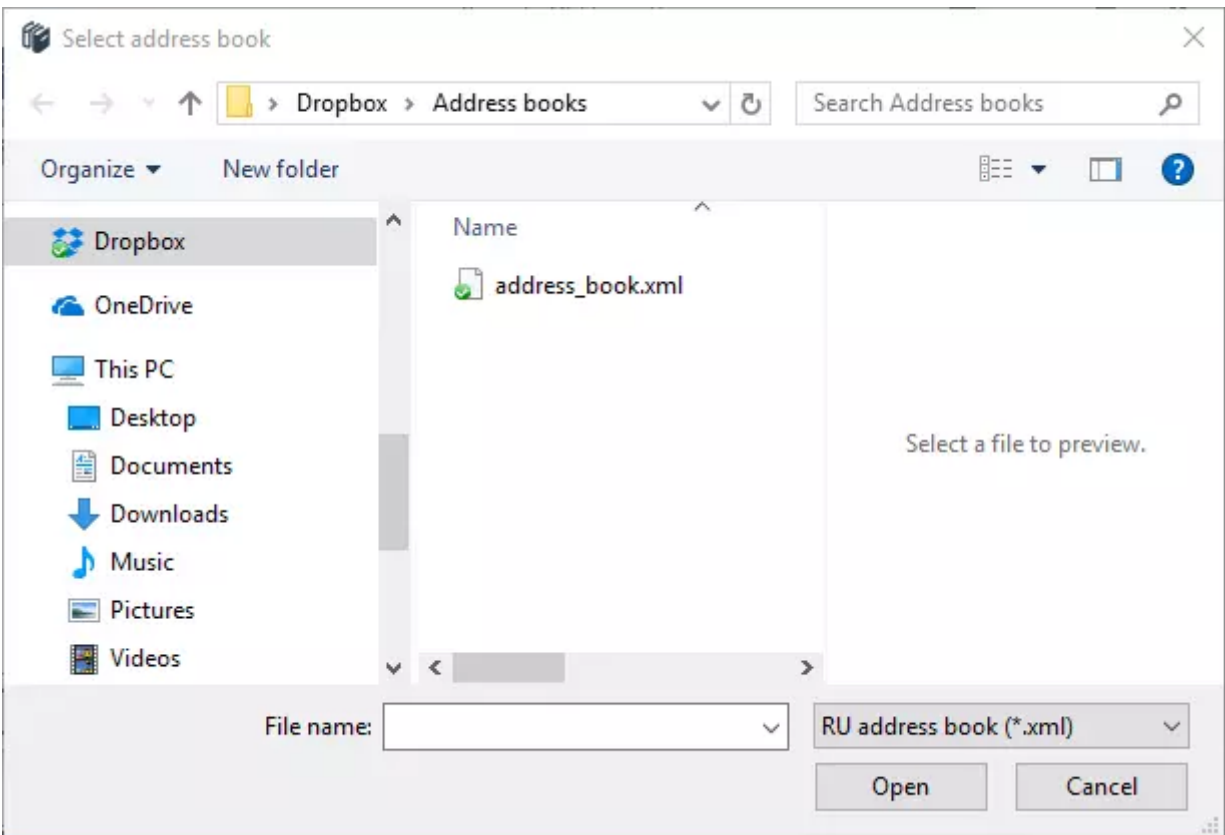 Select address book
Dropbox > Address books
Search Address books
Organize
New folder
?
Dropbox
OneDrive
This PC
Desktop
Documents
Downloads
Music
Pictures
Videos
Name
address_book.xml
Select a file to preview.
File name:
RU address book (*.xml)
Open
Cancel